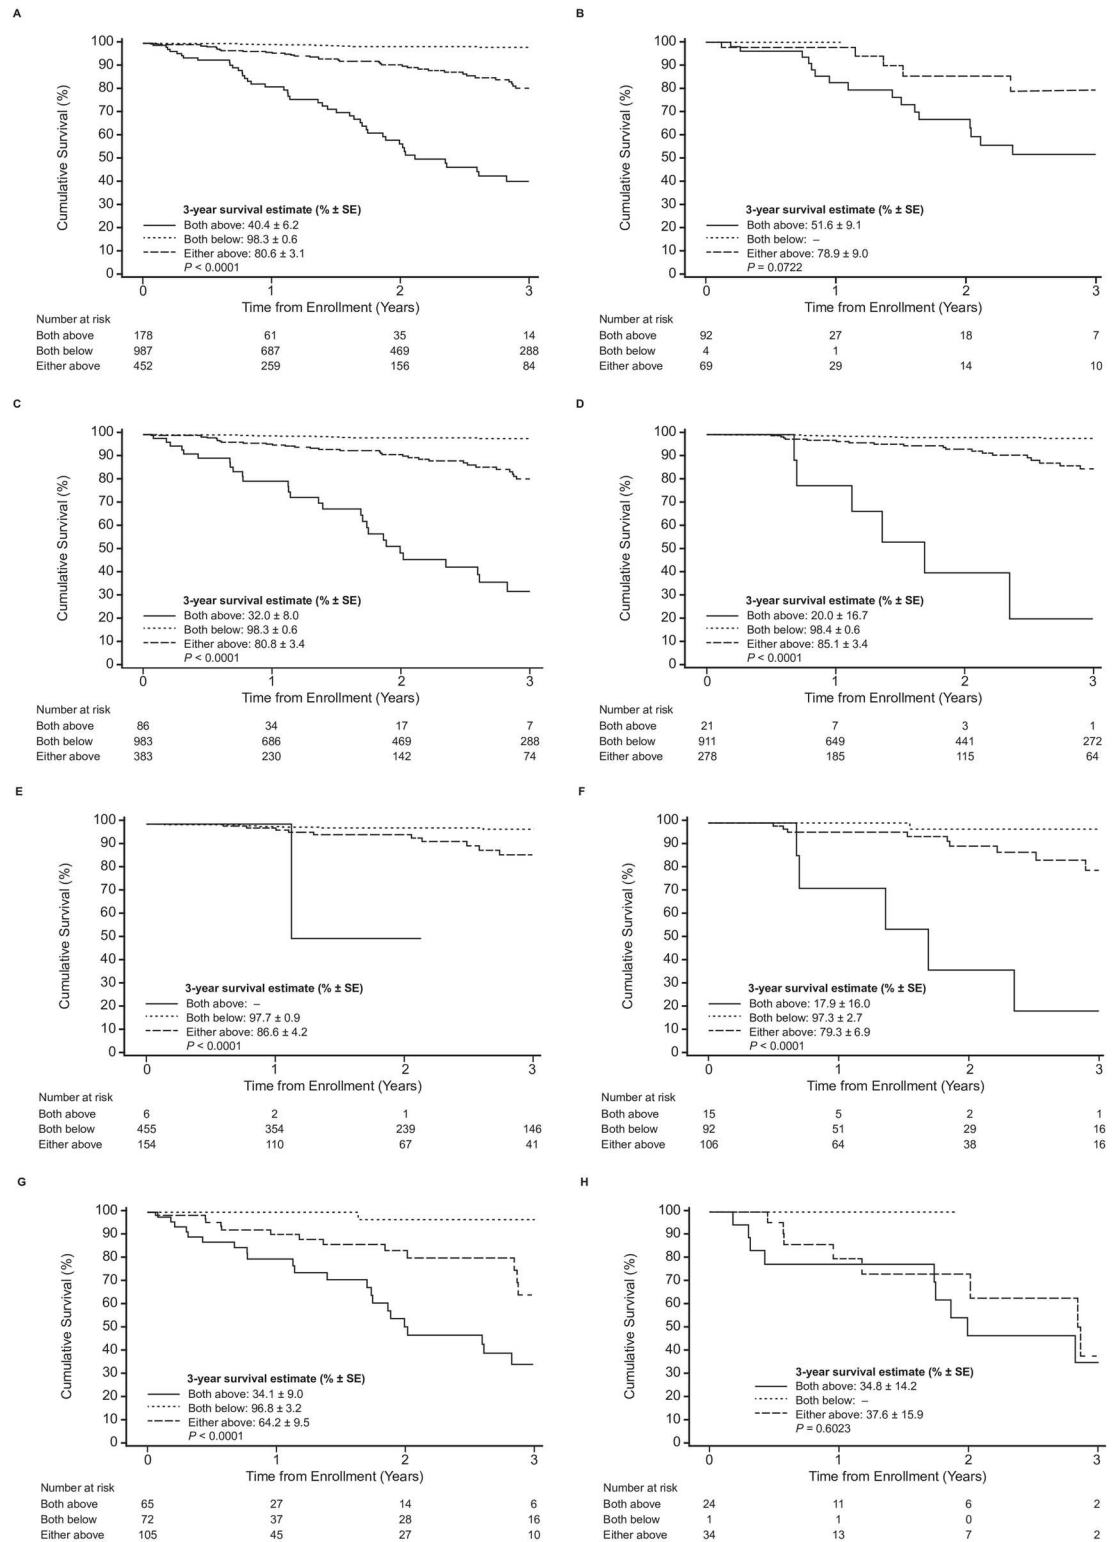 A
Cumulative Survival (%)
100
90
80
70
60
50
40
30
20
10
0
3-year survival estimate (% ± SE)
Both above: 40.4 ± 6.2
Both below: 98.3 ± 0.6
Either above: 80.6 ± 3.1
P < 0.0001
0 1 2 3
Time from Enrollment (Years)
Number at risk
Both above 178 61 35 14
Both below 987 687 469 288
Either above 452 259 156 84
B
Cumulative Survival (%)
100
90
80
70
60
50
40
30
20
10
0
3-year survival estimate (% ± SE)
Both above: 51.6 ± 9.1
Both below: –
Either above: 78.9 ± 9.0
P = 0.0722
0 1 2 3
Time from Enrollment (Years)
Number at risk
Both above 92 27 18 7
Both below 4 1
Either above 69 29 14 10
C
Cumulative Survival (%)
100
90
80
70
60
50
40
30
20
10
0
3-year survival estimate (% ± SE)
Both above: 32.0 ± 8.0
Both below: 98.3 ± 0.6
Either above: 80.8 ± 3.4
P < 0.0001
0 1 2 3
Time from Enrollment (Years)
Number at risk
Both above 86 34 17 7
Both below 983 686 469 288
Either above 383 230 142 74
D
Cumulative Survival (%)
100
90
80
70
60
50
40
30
20
10
0
3-year survival estimate (% ± SE)
Both above: 20.0 ± 16.7
Both below: 98.4 ± 0.6
Either above: 85.1 ± 3.4
P < 0.0001
0 1 2 3
Time from Enrollment (Years)
Number at risk
Both above 21 7 3 1
Both below 911 649 441 272
Either above 278 185 115 64
E
Cumulative Survival (%)
100
90
80
70
60
50
40
30
20
10
0
3-year survival estimate (% ± SE)
Both above: –
Both below: 97.7 ± 0.9
Either above: 86.6 ± 4.2
P < 0.0001
0 1 2 3
Time from Enrollment (Years)
Number at risk
Both above 6 2 1
Both below 455 354 239 146
Either above 154 110 67 41
F
Cumulative Survival (%)
100
90
80
70
60
50
40
30
20
10
0
3-year survival estimate (% ± SE)
Both above: 17.9 ± 16.0
Both below: 97.3 ± 2.7
Either above: 79.3 ± 6.9
P < 0.0001
0 1 2 3
Time from Enrollment (Years)
Number at risk
Both above 15 5 2 1
Both below 92 51 29 16
Either above 106 64 38 16
G
Cumulative Survival (%)
100
90
80
70
60
50
40
30
20
10
0
3-year survival estimate (% ± SE)
Both above: 34.1 ± 9.0
Both below: 96.8 ± 3.2
Either above: 64.2 ± 9.5
P < 0.0001
0 1 2 3
Time from Enrollment (Years)
Number at risk
Both above 65 27 14 6
Both below 72 37 28 16
Either above 105 45 27 10
H
Cumulative Survival (%)
100
90
80
70
60
50
40
30
20
10
0
3-year survival estimate (% ± SE)
Both above: 34.8 ± 14.2
Both below: –
Either above: 37.6 ± 15.9
P = 0.6023
0 1 2 3
Time from Enrollment (Years)
Number at risk
Both above 24 11 6 2
Both below 1 1 0
Either above 34 13 7 2